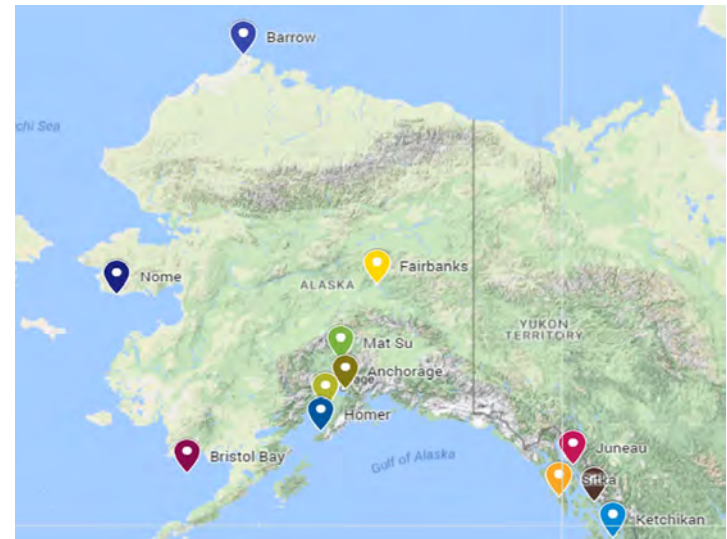 Barrow
chi Sea
Nome
Fairbanks
ALASKA
YUKON
TERRITORY
Mat Su
Anchorage
age
Homer
Juneau
Bristol Bay
Gulf of Alaska
Sitka
Ketchikan